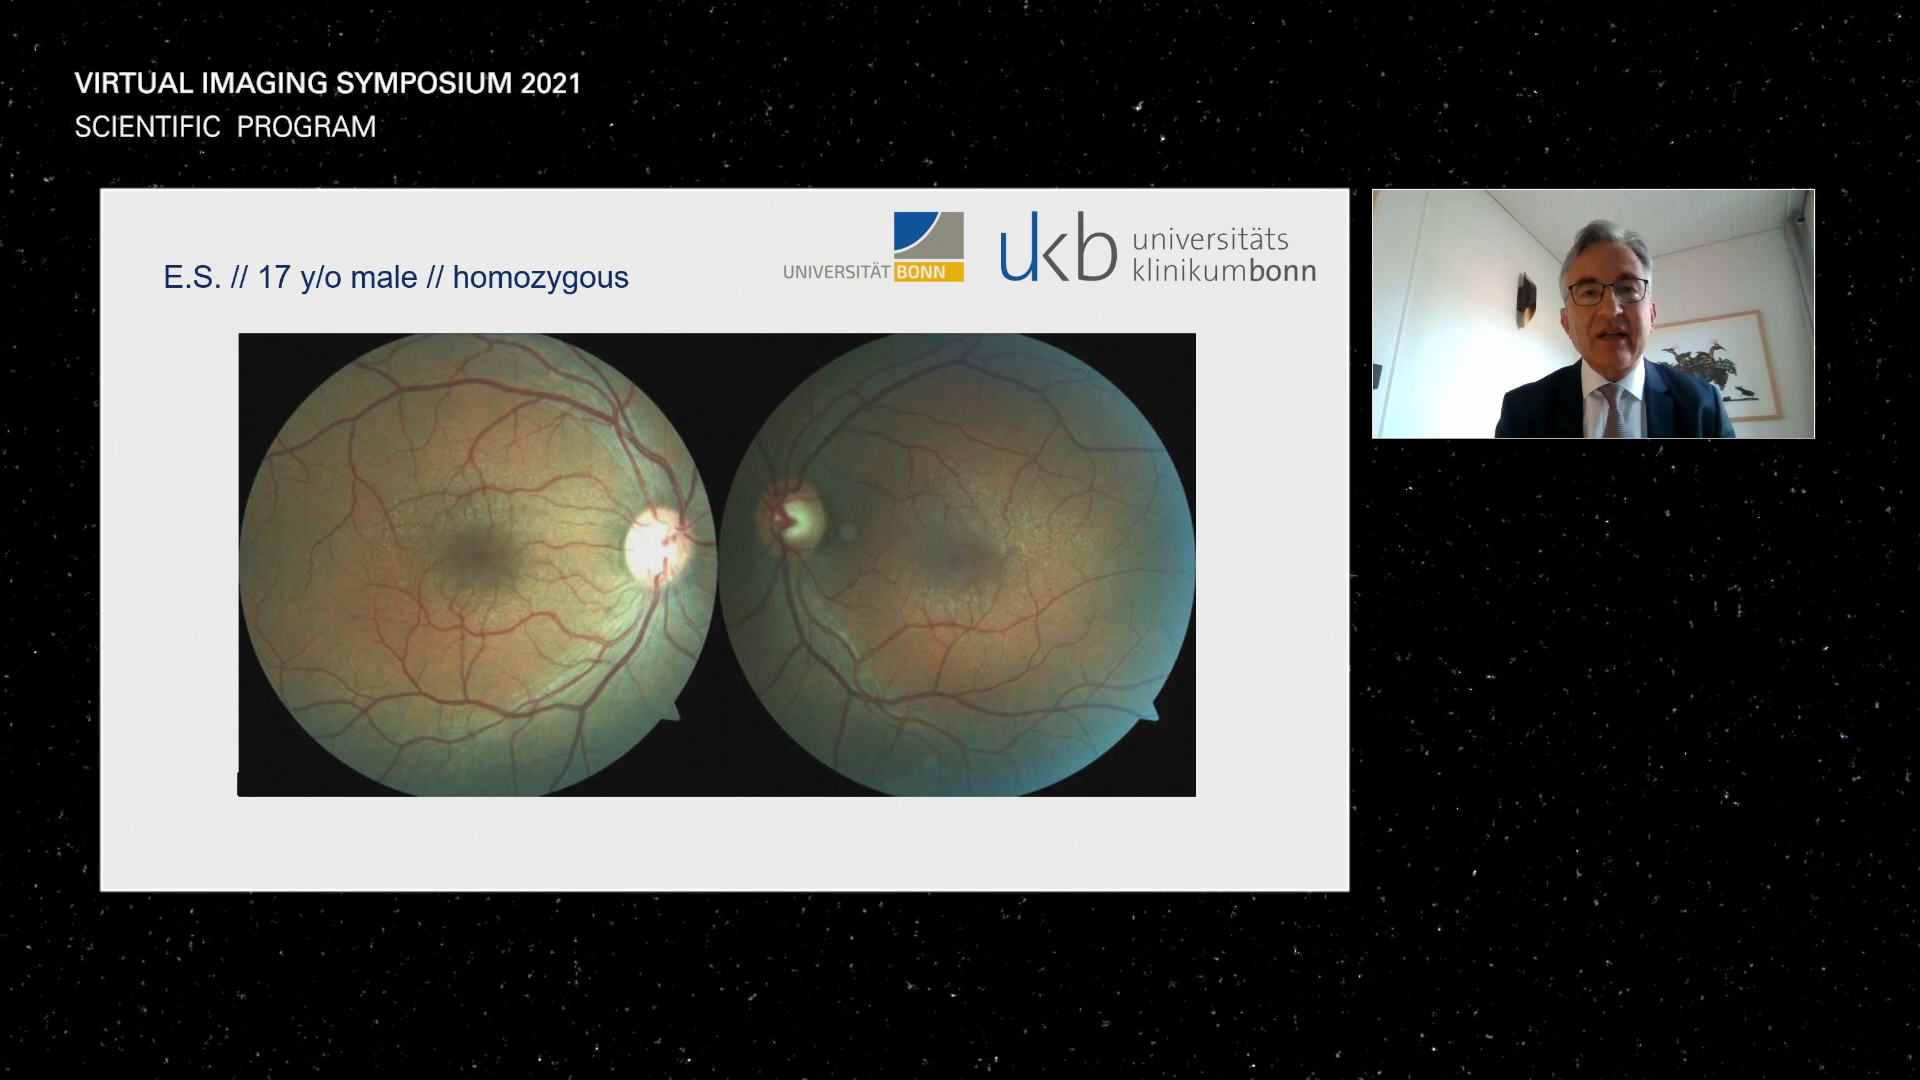 VIRTUAL IMAGING SYMPOSIUM 2021
SCIENTIFIC PROGRAM
E.S. // 17 y/o male // homozygous
UNIVERSITÄT BONN
ukb universitäts
klinikumbonn